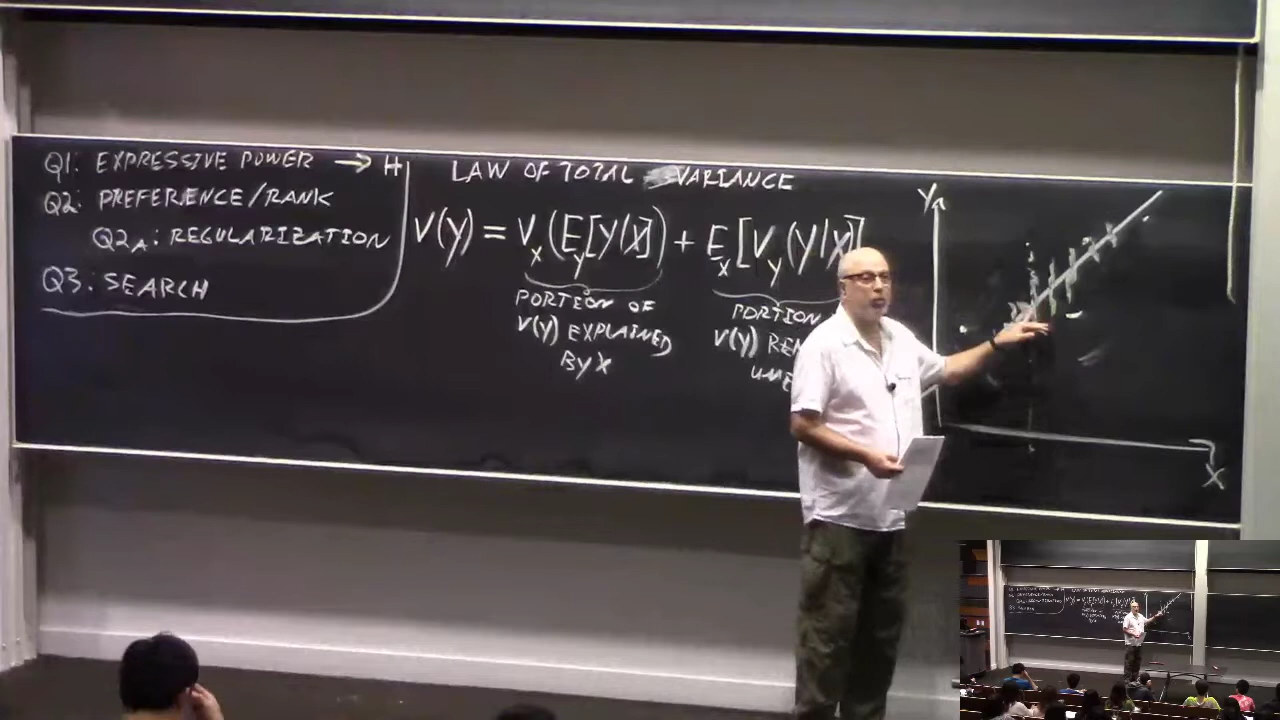 Q1: EXPRESSIVE POWER → H
Q2: PREFERENCE/RANK
Q2A: REGULARIZATION
Q3: SEARCH
LAW OF TOTAL VARIANCE
V(y) = Vx(Ey[y|x]) + Ex[Vy(y|x)]
PORTION OF
V(y) EXPLAINED
By X
PORTION
V(y)
Y
X